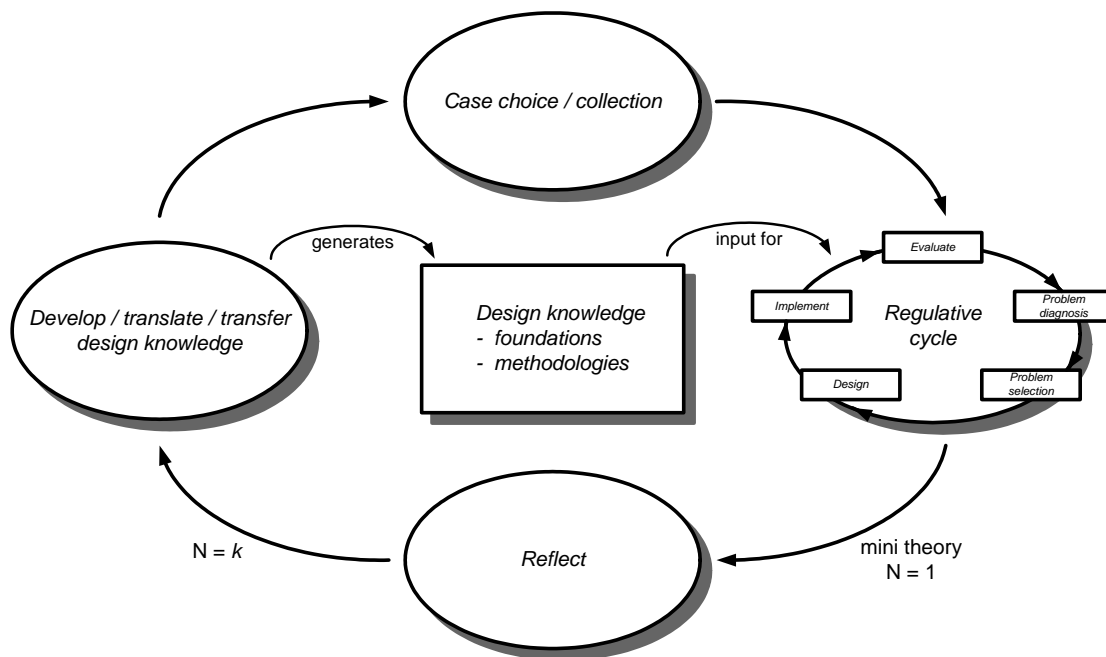 Case choice / collection
generates
input for
Evaluate
Implement
Regulative
cycle
Problem
diagnosis
Develop / translate / transfer
design knowledge
Design knowledge
- foundations
- methodologies
Design
Problem
selection
N = k
Reflect
mini theory
N = 1